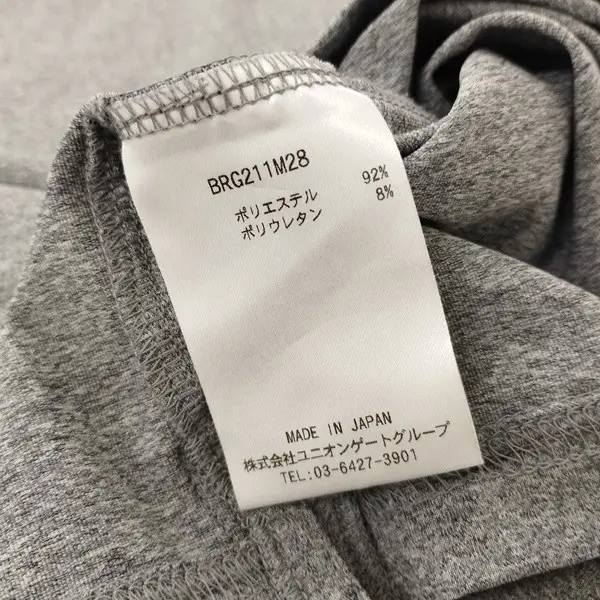 BRG211M28
ポリエステル 92%
ポリウレタン 8%
MADE IN JAPAN
株式会社ユニオンゲートグループ
TEL:03-6427-3901